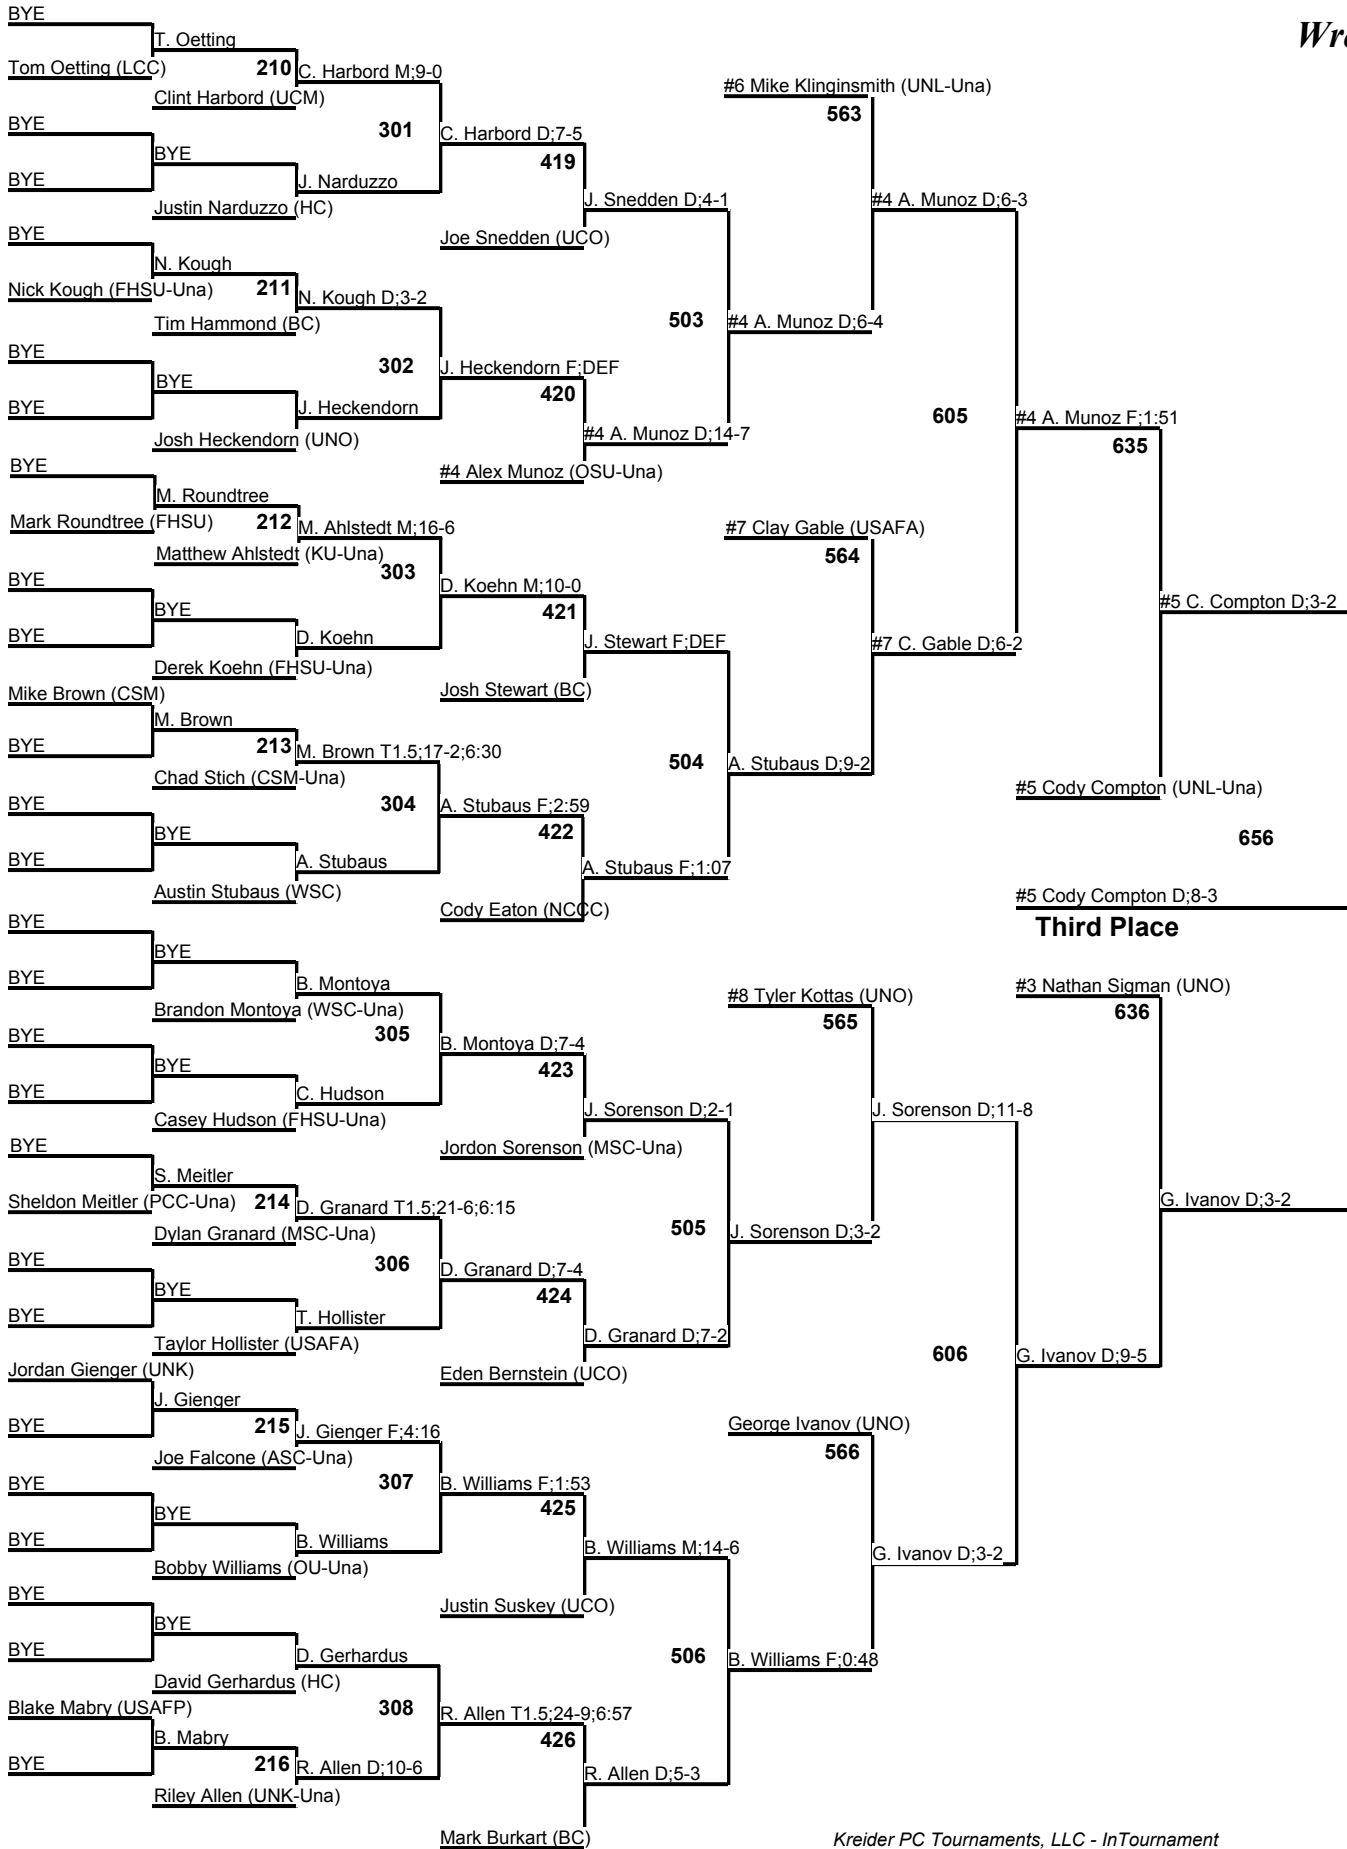 BYE
Wre
T. Oetting
Tom Oetting (LCC)
210
C. Harbord M;9-0
#6 Mike Klinginsmith (UNL-Una)
Clint Harbord (UCM)
563
BYE
301
C. Harbord D;7-5
BYE
419
BYE
J. Narduzzo
J. Snedden D;4-1
#4 A. Munoz D;6-3
Justin Narduzzo (HC)
BYE
Joe Snedden (UCO)
N. Kough
Nick Kough (FHSU-Una)
211
N. Kough D;3-2
503
#4 A. Munoz D;6-4
Tim Hammond (BC)
BYE
302
J. Heckendorn F;DEF
BYE
420
BYE
J. Heckendorn
605
#4 A. Munoz F;1:51
Josh Heckendorn (UNO)
#4 A. Munoz D;14-7
635
BYE
#4 Alex Munoz (OSU-Una)
M. Roundtree
Mark Roundtree (FHSU)
212
M. Ahlstedt M;16-6
#7 Clay Gable (USAFA)
Matthew Ahlstedt (KU-Una)
564
303
BYE
D. Koehn M;10-0
BYE
421
#5 C. Compton D;3-2
BYE
D. Koehn
J. Stewart F;DEF
#7 C. Gable D;6-2
Derek Koehn (FHSU-Una)
Mike Brown (CSM)
Josh Stewart (BC)
M. Brown
BYE
213
M. Brown T1.5;17-2;6:30
504
A. Stubaus D;9-2
Chad Stich (CSM-Una)
#5 Cody Compton (UNL-Una)
BYE
304
A. Stubaus F;2:59
BYE
422
656
BYE
A. Stubaus
A. Stubaus F;1:07
Austin Stubaus (WSC)
#5 Cody Compton D;8-3
Cody Eaton (NCCC)
BYE
Third Place
BYE
BYE
B. Montoya
#8 Tyler Kottas (UNO)
#3 Nathan Sigman (UNO)
Brandon Montoya (WSC-Una)
565
636
BYE
305
B. Montoya D;7-4
BYE
423
BYE
C. Hudson
J. Sorenson D;2-1
J. Sorenson D;11-8
Casey Hudson (FHSU-Una)
BYE
Jordon Sorenson (MSC-Una)
S. Meitler
Sheldon Meitler (PCC-Una)
214
D. Granard T1.5;21-6;6:15
G. Ivanov D;3-2
Dylan Granard (MSC-Una)
505
J. Sorenson D;3-2
BYE
306
D. Granard D;7-4
BYE
424
BYE
T. Hollister
D. Granard D;7-2
Taylor Hollister (USAFA)
606
G. Ivanov D;9-5
Jordan Gienger (UNK)
Eden Bernstein (UCO)
J. Gienger
BYE
215
J. Gienger F;4:16
George Ivanov (UNO)
Joe Falcone (ASC-Una)
566
BYE
307
B. Williams F;1:53
BYE
425
BYE
B. Williams
B. Williams M;14-6
G. Ivanov D;3-2
Bobby Williams (OU-Una)
BYE
Justin Suskey (UCO)
BYE
BYE
D. Gerhardus
506
B. Williams F;0:48
David Gerhardus (HC)
Blake Mabry (USAFP)
308
R. Allen T1.5;24-9;6:57
B. Mabry
426
BYE
216
R. Allen D;10-6
R. Allen D;5-3
Riley Allen (UNK-Una)
Mark Burkart (BC)
Kreider PC Tournaments, LLC - InTournament